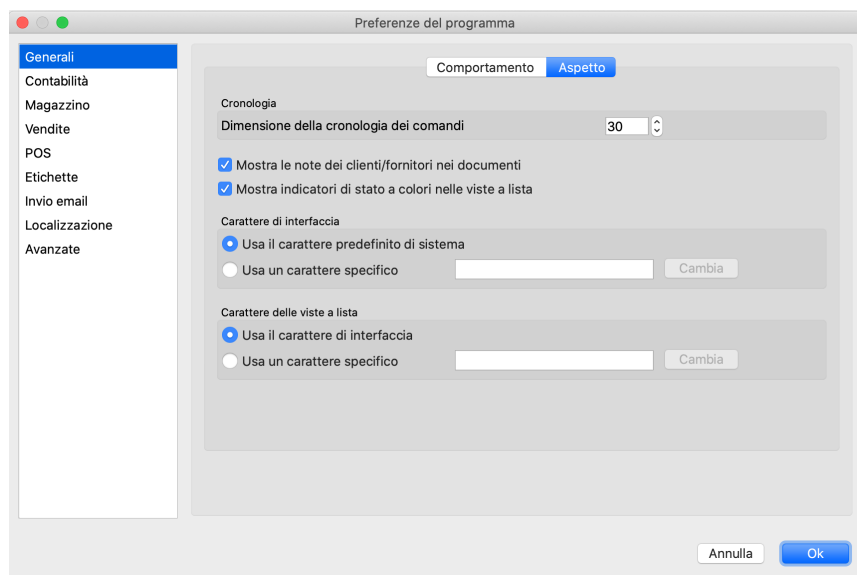 Preferenze del programma
Generali
Contabilità
Magazzino
Vendite
POS
Etichette
Invio email
Localizzazione
Avanzate
Comportamento Aspetto
Cronologia
Dimensione della cronologia dei comandi 30
Mostra le note dei clienti/fornitori nei documenti
Mostra indicatori di stato a colori nelle viste a lista
Carattere di interfaccia
Usa il carattere predefinito di sistema
Usa un carattere specifico Cambia
Carattere delle viste a lista
Usa il carattere di interfaccia
Usa un carattere specifico Cambia
Annulla Ok